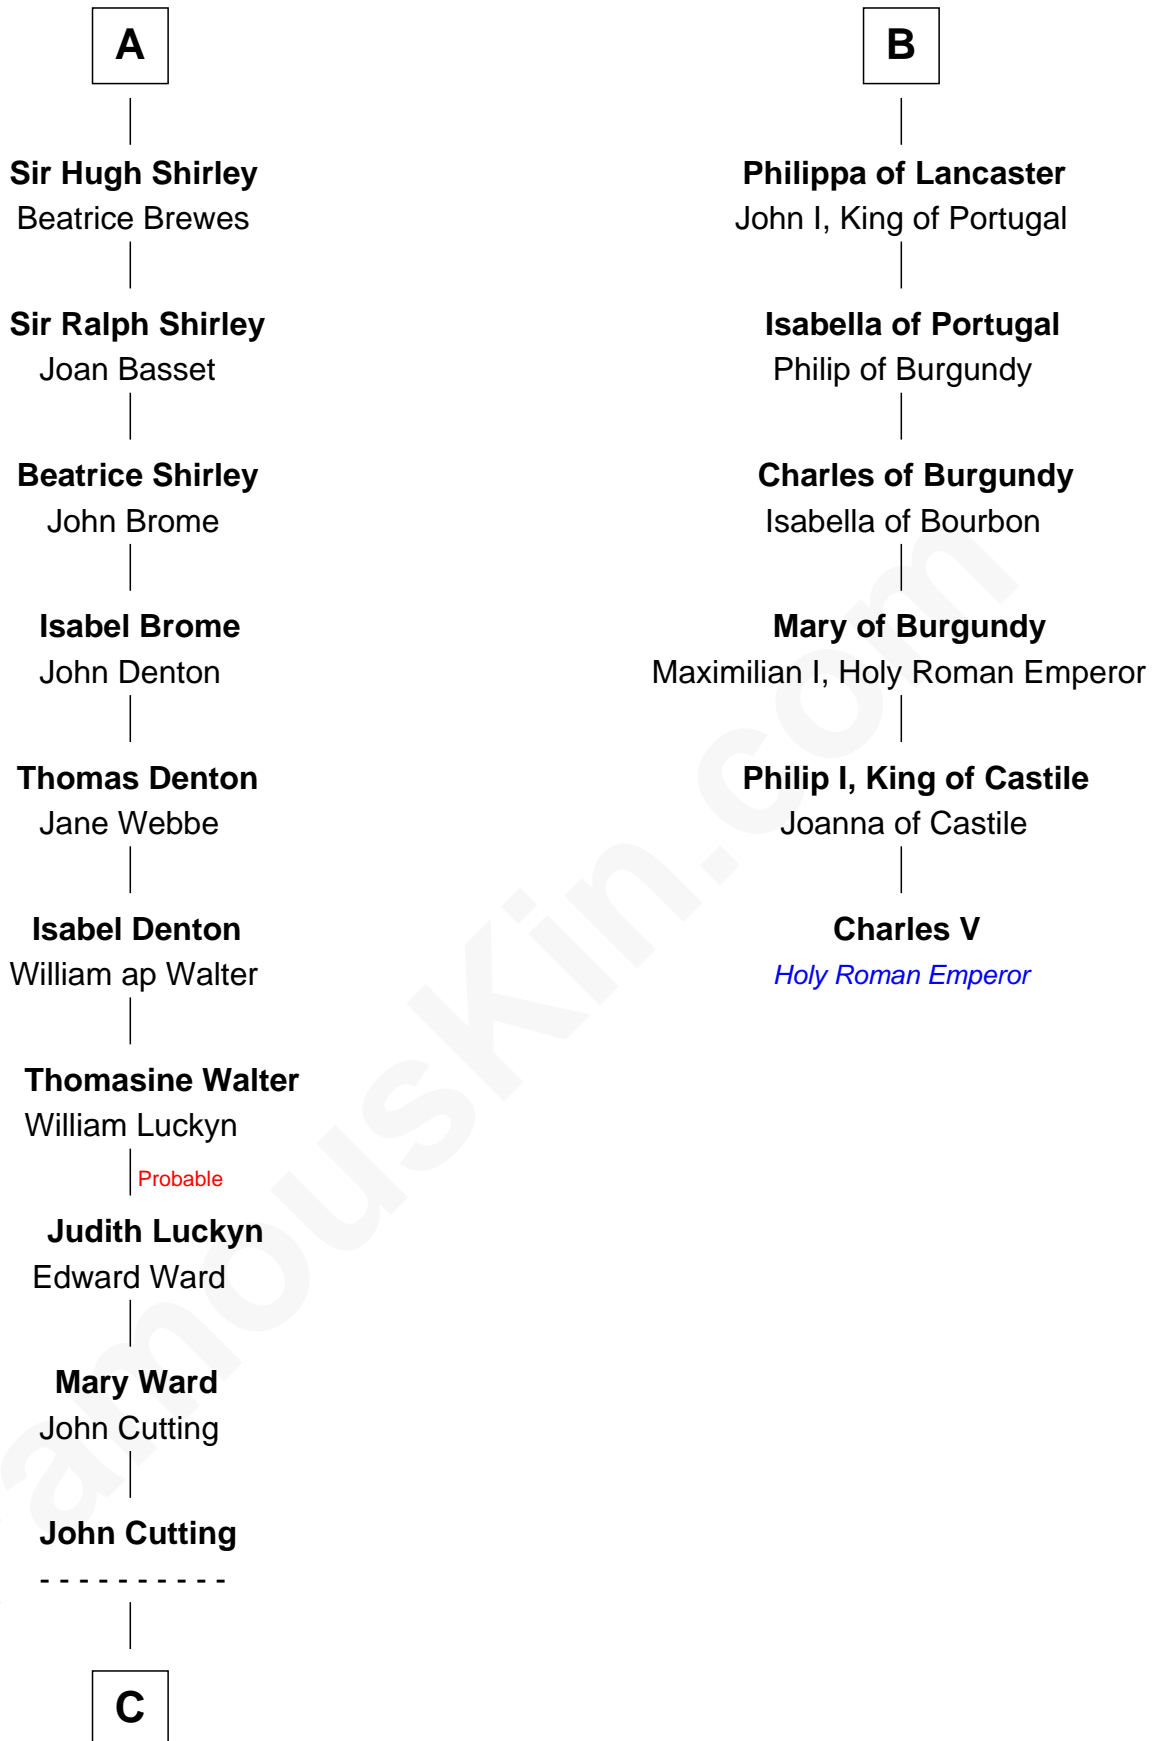 A
Sir Hugh Shirley
Beatrice Brewes
Sir Ralph Shirley
Joan Basset
Beatrice Shirley
John Brome
Isabel Brome
John Denton
Thomas Denton
Jane Webbe
Isabel Denton
William ap Walter
Thomasine Walter
William Luckyn
Probable
Judith Luckyn
Edward Ward
Mary Ward
John Cutting
John Cutting
- - - - - - - - - -
C
B
Philippa of Lancaster
John I, King of Portugal
Isabella of Portugal
Philip of Burgundy
Charles of Burgundy
Isabella of Bourbon
Mary of Burgundy
Maximilian I, Holy Roman Emperor
Philip I, King of Castile
Joanna of Castile
Charles V
Holy Roman Emperor
amousKin.com